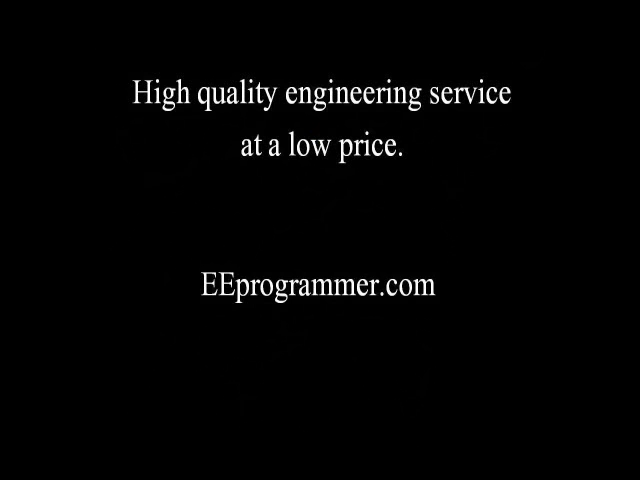 High quality engineering service
at a low price.
EEprogrammer.com